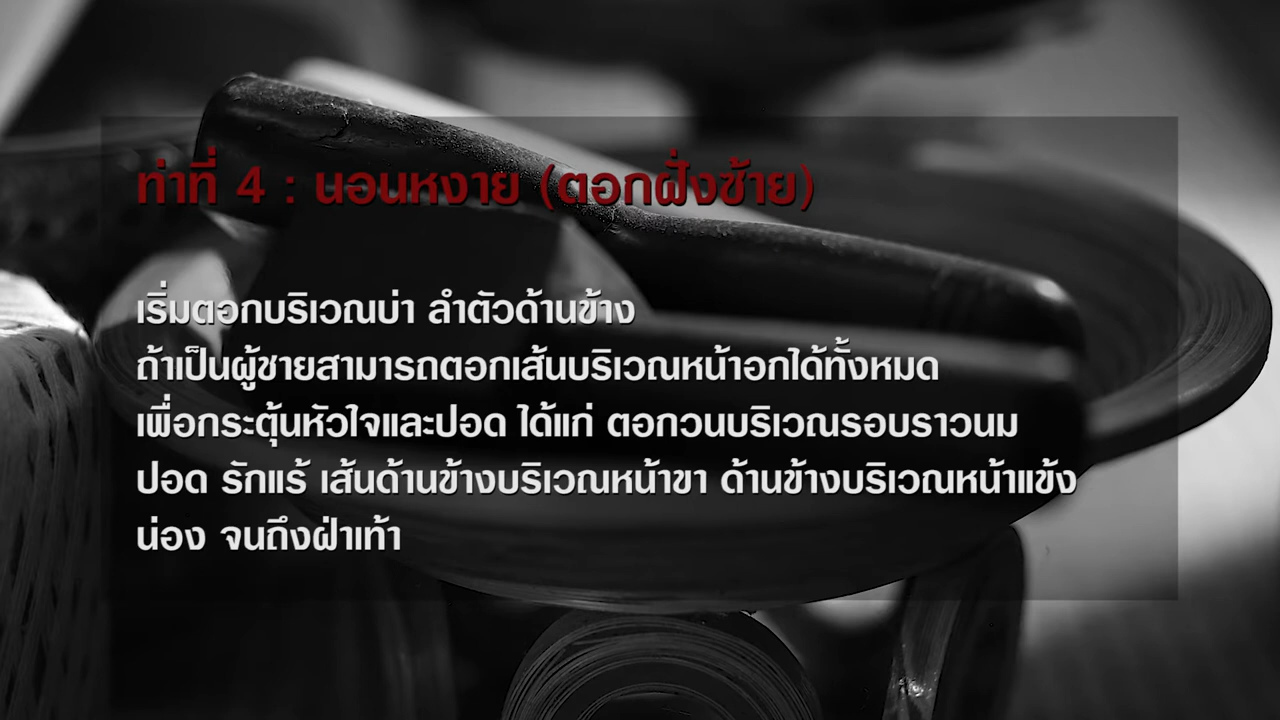 ท่าที่ 4 : นอนหงาย (ตอกฝั่งซ้าย)
เริ่มตอกบริเวณบ่า ลำตัวด้านข้าง
ถ้าเป็นผู้ชายสามารถตอกเส้นบริเวณหน้าอกได้ทั้งหมด
เพื่อกระตุ้นหัวใจและปอด ได้แก่ ตอกวนบริเวณรอบราวนม
ปอด รักแร้ เส้นด้านข้างบริเวณหน้าขา ด้านข้างบริเวณหน้าแข้ง
น่อง จนถึงฝ่าเท้า